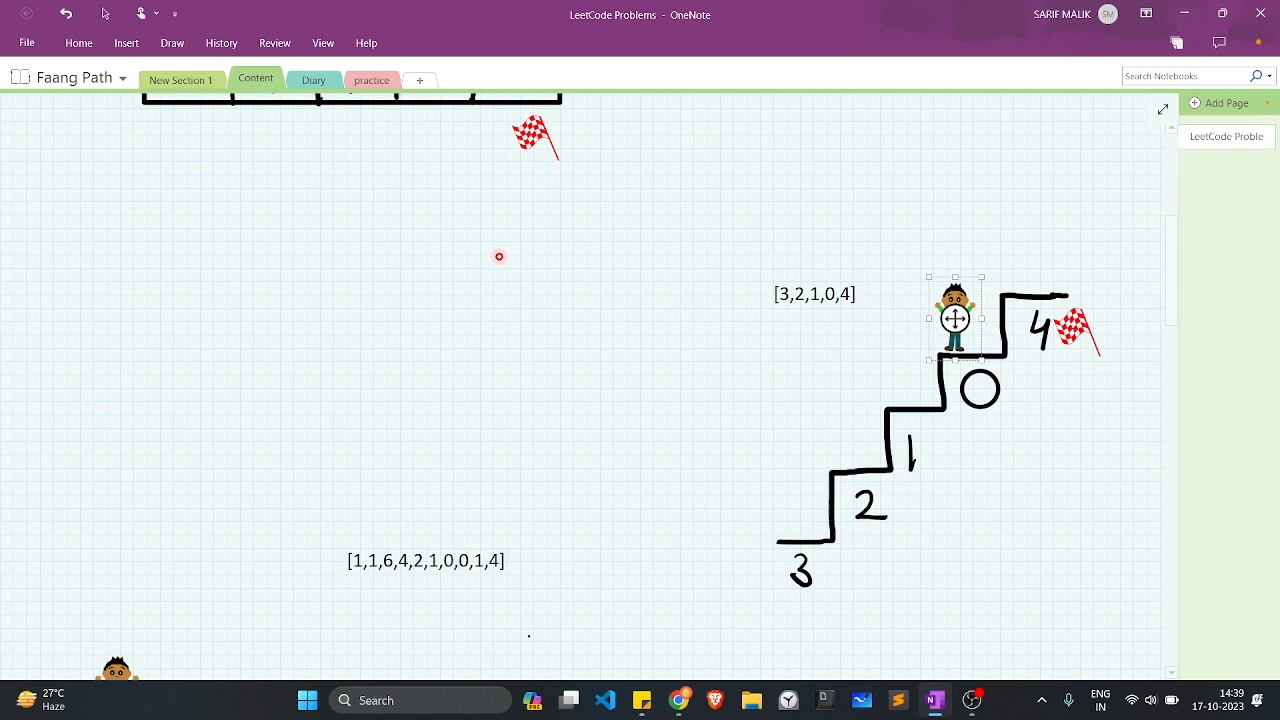 LeetCode Problems - OneNote
SARIF MALIK SM
File Home Insert Draw History Review View Help
Faang Path New Section 1 Content Diary practice +
Search Notebooks
Add Page
LeetCode Proble
[3,2,1,0,4]
4
0
1
2
3
[1,1,6,4,2,1,0,0,1,4]
27°C
Haze
Search
PRE
ENG
IN
17-10-2023